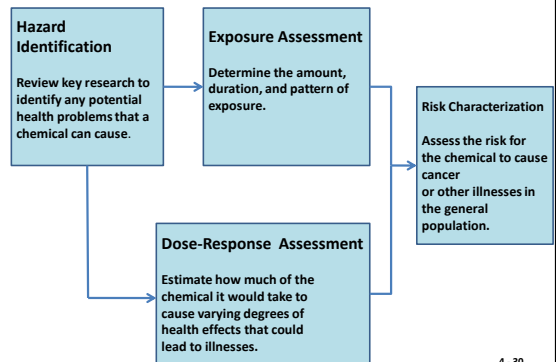 Hazard
Identification
Review key research to
identify any potential
health problems that a
chemical can cause.
Exposure Assessment
Determine the amount,
duration, and pattern of
exposure.
Dose-Response Assessment
Estimate how much of the
chemical it would take to
cause varying degrees of
health effects that could
lead to illnesses.
Risk Characterization
Assess the risk for
the chemical to cause
cancer
or other illnesses in
the general
population.
4 - 30